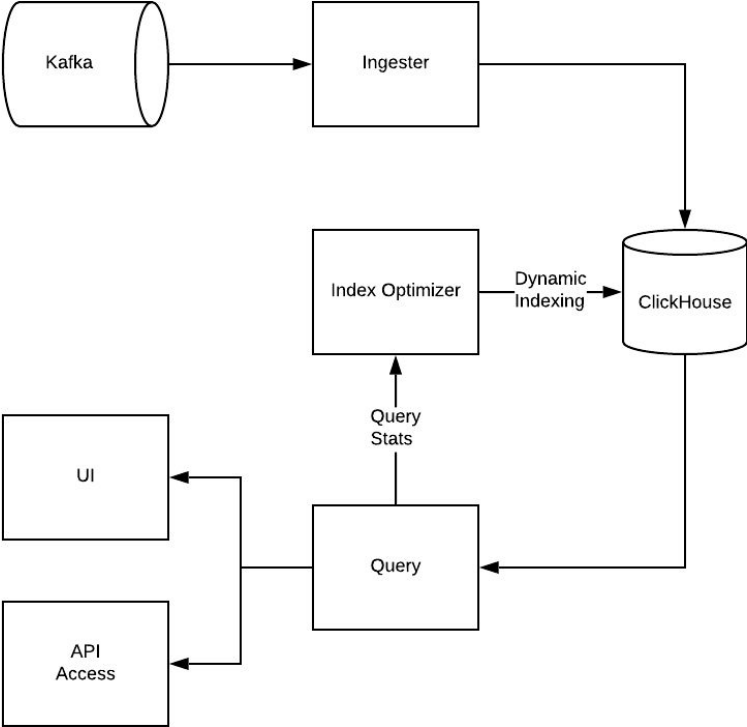 Kafka
Ingester
Index Optimizer
Dynamic
Indexing
ClickHouse
Query
Stats
UI
Query
API
Access